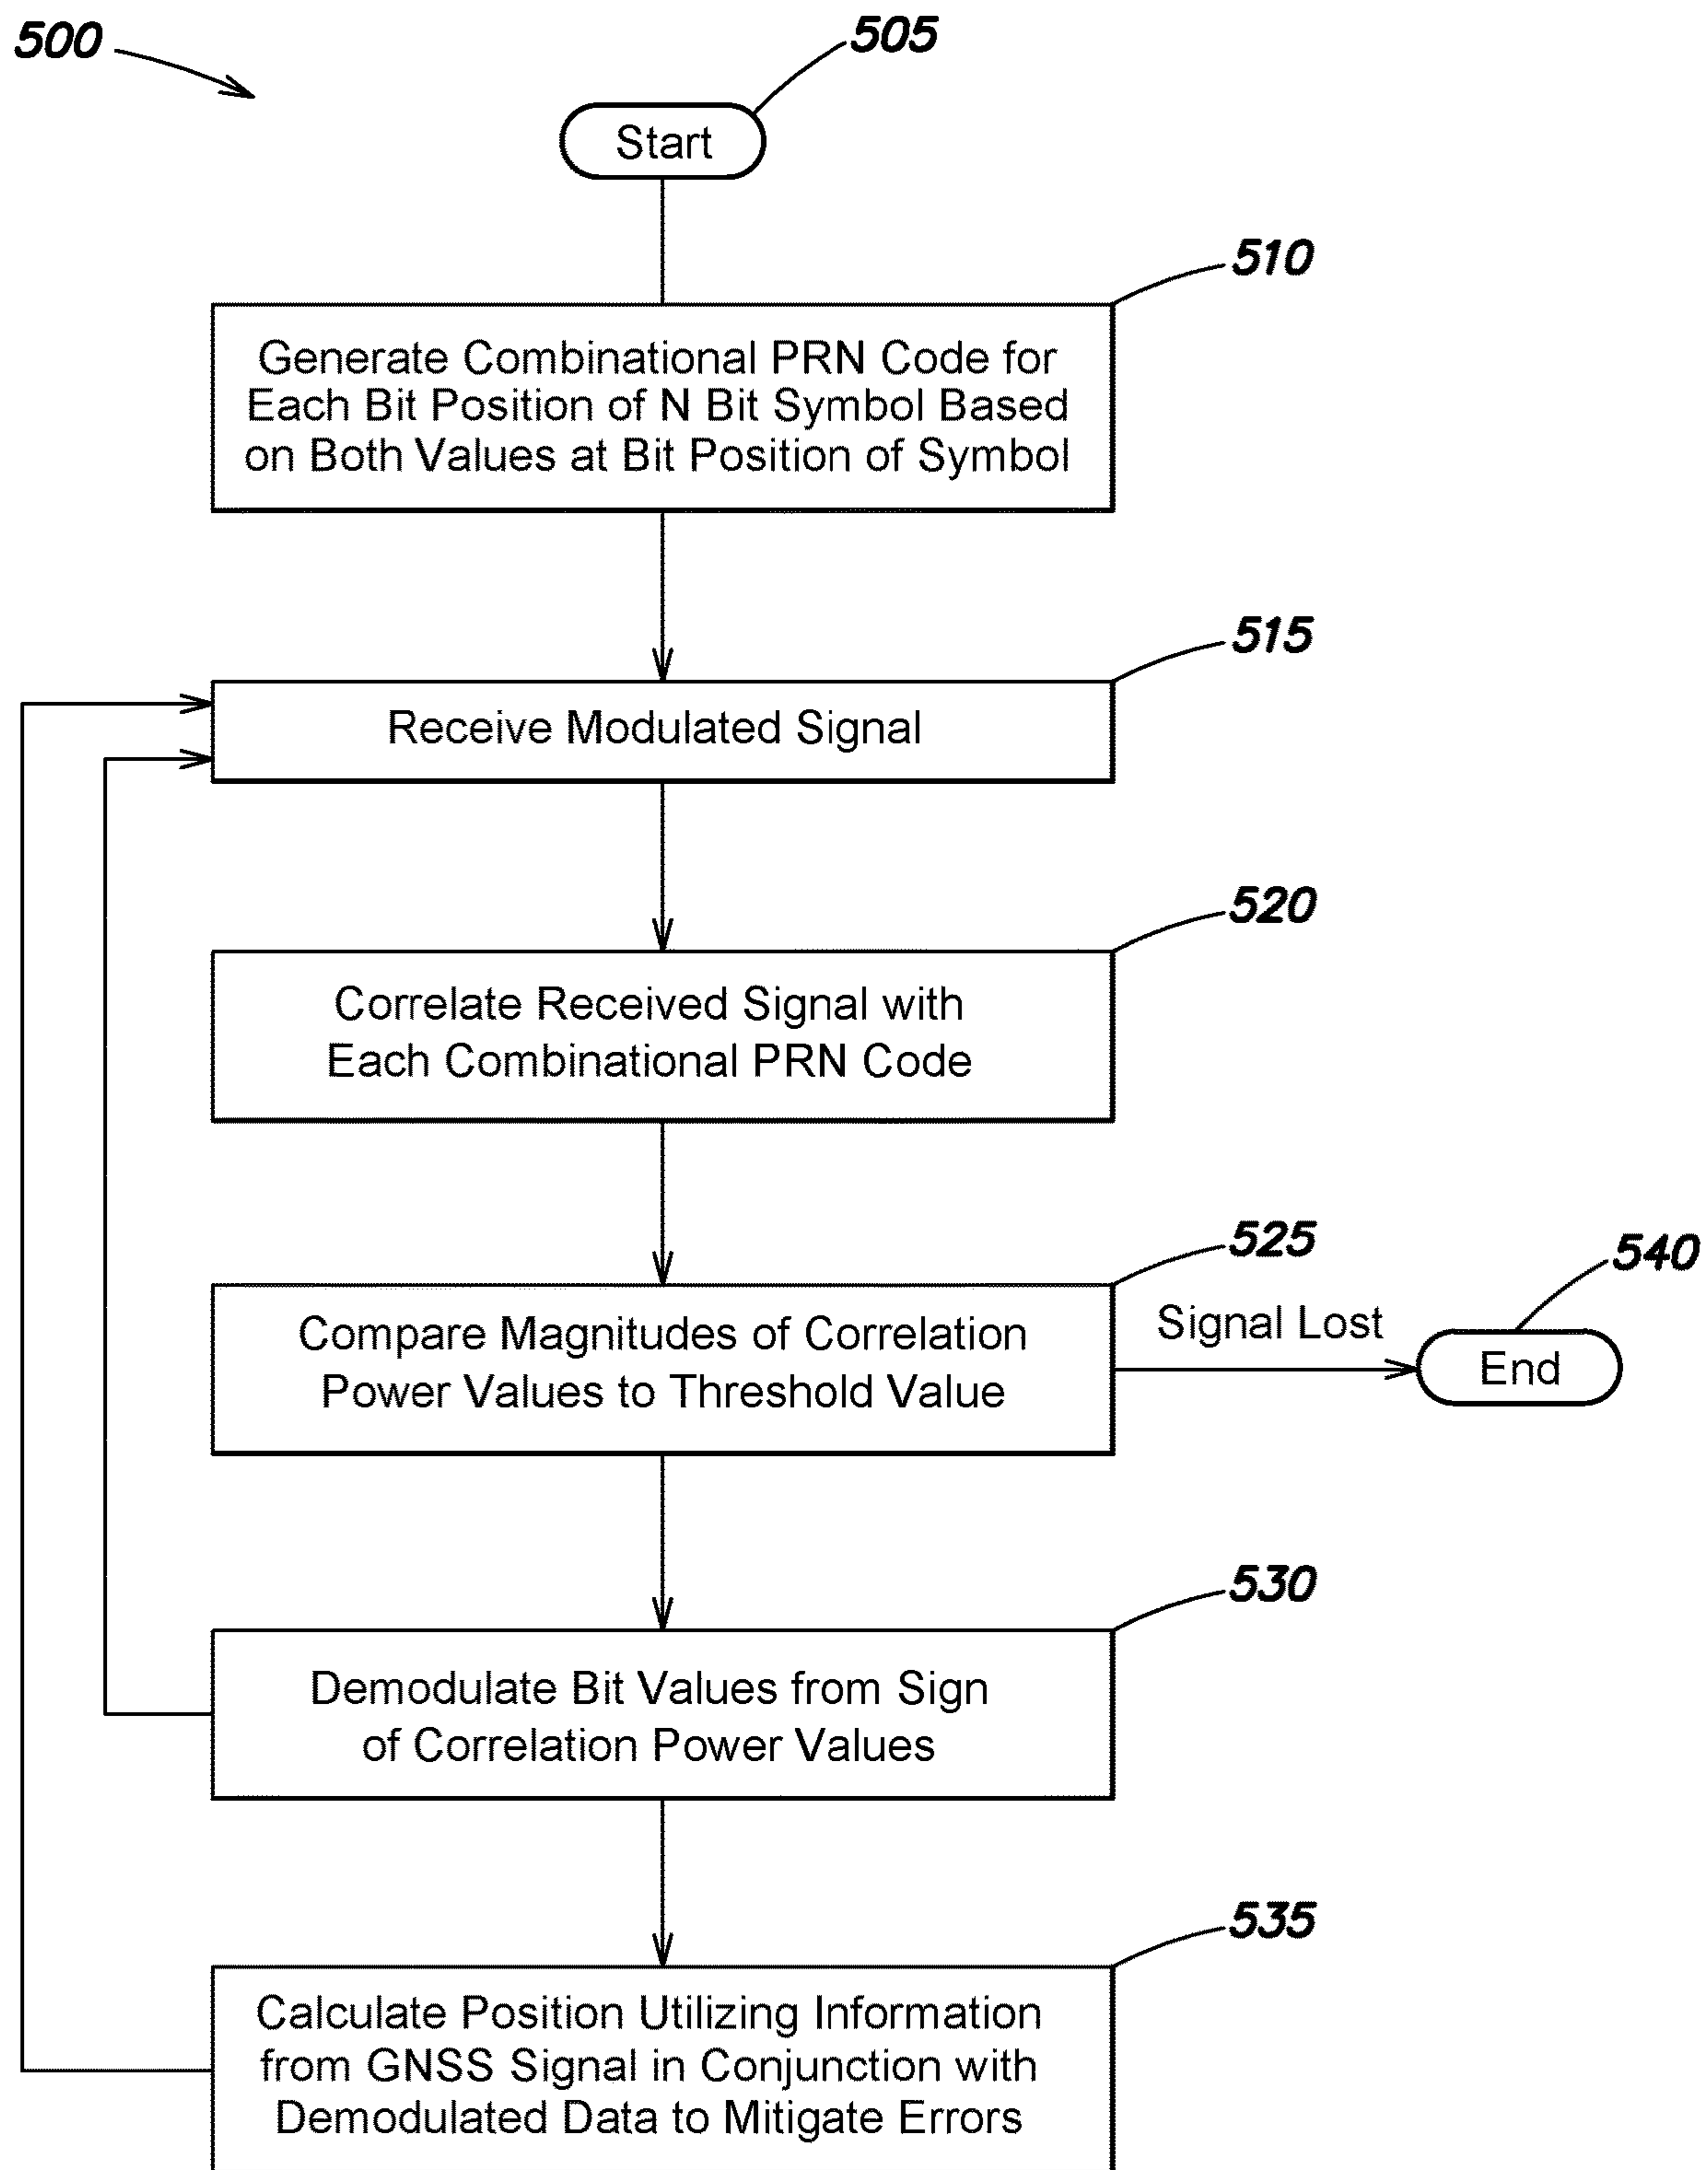 500
505
Start
510
Generate Combinational PRN Code for
Each Bit Position of N Bit Symbol Based
on Both Values at Bit Position of Symbol
515
Receive Modulated Signal
520
Correlate Received Signal with
Each Combinational PRN Code
525
Compare Magnitudes of Correlation
Power Values to Threshold Value
Signal Lost
540
End
530
Demodulate Bit Values from Sign
of Correlation Power Values
535
Calculate Position Utilizing Information
from GNSS Signal in Conjunction with
Demodulated Data to Mitigate Errors